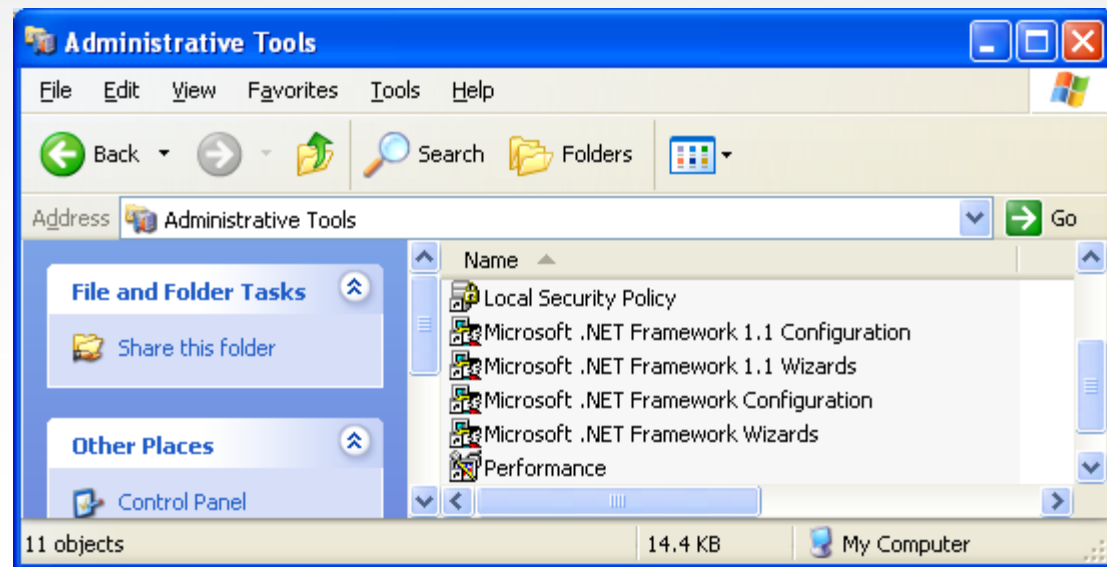 Administrative Tools
File Edit View Favorites Tools Help
Back Search Folders
Address Administrative Tools Go
Name
File and Folder Tasks
Share this folder
Other Places
Control Panel
Local Security Policy
Microsoft .NET Framework 1.1 Configuration
Microsoft .NET Framework 1.1 Wizards
Microsoft .NET Framework Configuration
Microsoft .NET Framework Wizards
Performance
11 objects 14.4 KB My Computer